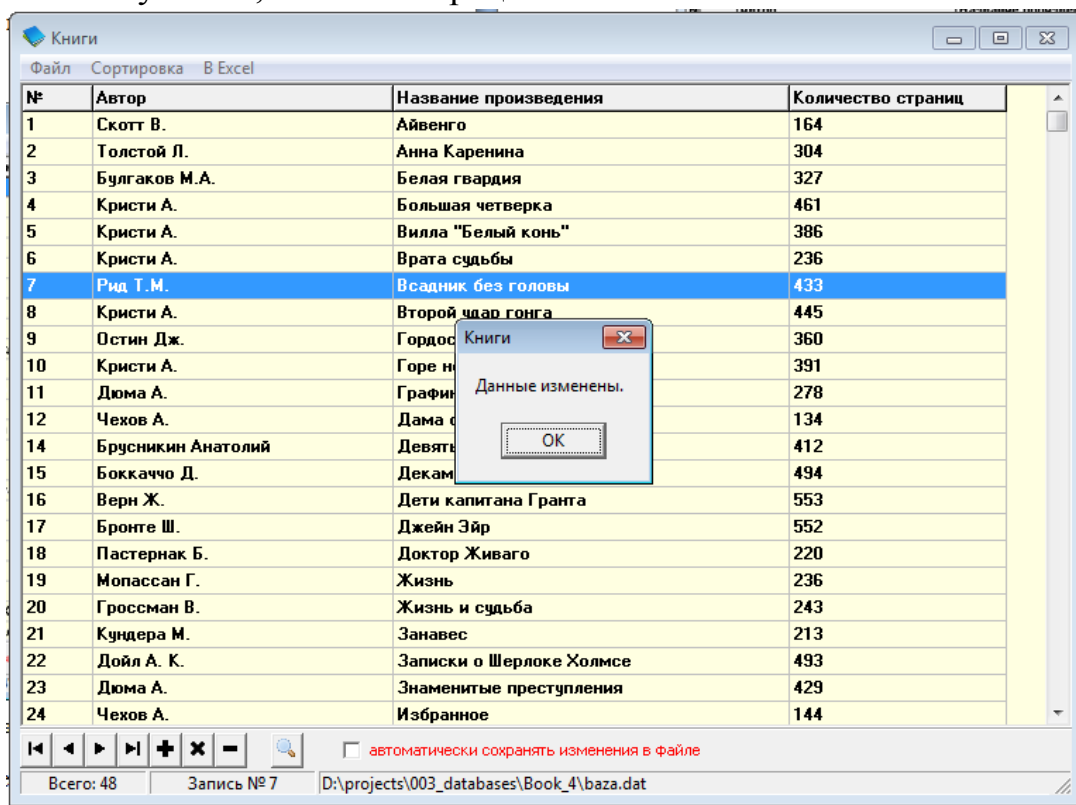 Книги
Файл Сортировка В Excel
№ Автор Название произведения Количество страниц
1 Скотт В. Айвенго 164
2 Толстой Л. Анна Каренина 304
3 Булгаков М.А. Белая гвардия 327
4 Кристи А. Большая четверка 461
5 Кристи А. Вилла "Белый конь" 386
6 Кристи А. Врата судьбы 236
7 Рид Т.М. Всадник без головы 433
8 Кристи А. Второй удар гонга 445
9 Остин Дж. 360
10 Кристи А. Горе 391
11 Дюма А. 278
12 Чехов А. Дама 134
14 Брусникин Анатолий 412
15 Боккаччо Д. 494
16 Верн Ж. Дети капитана Гранта 553
17 Бронте Ш. Джейн Эйр 552
18 Пастернак Б. Доктор Живаго 220
19 Мопассан Г. Жизнь 236
20 Гроссман В. Жизнь и судьба 243
21 Кундера М. Занавес 213
22 Дойл А. К. Записки о Шерлоке Холмсе 493
23 Дюма А. Знаменитые преступления 429
24 Чехов А. Избранное 144
Книги
Данные изменены.
OK
автоматически сохранять изменения в файле
Всего: 48 Запись № 7 D:\projects\003_databases\Book_4\baza.dat